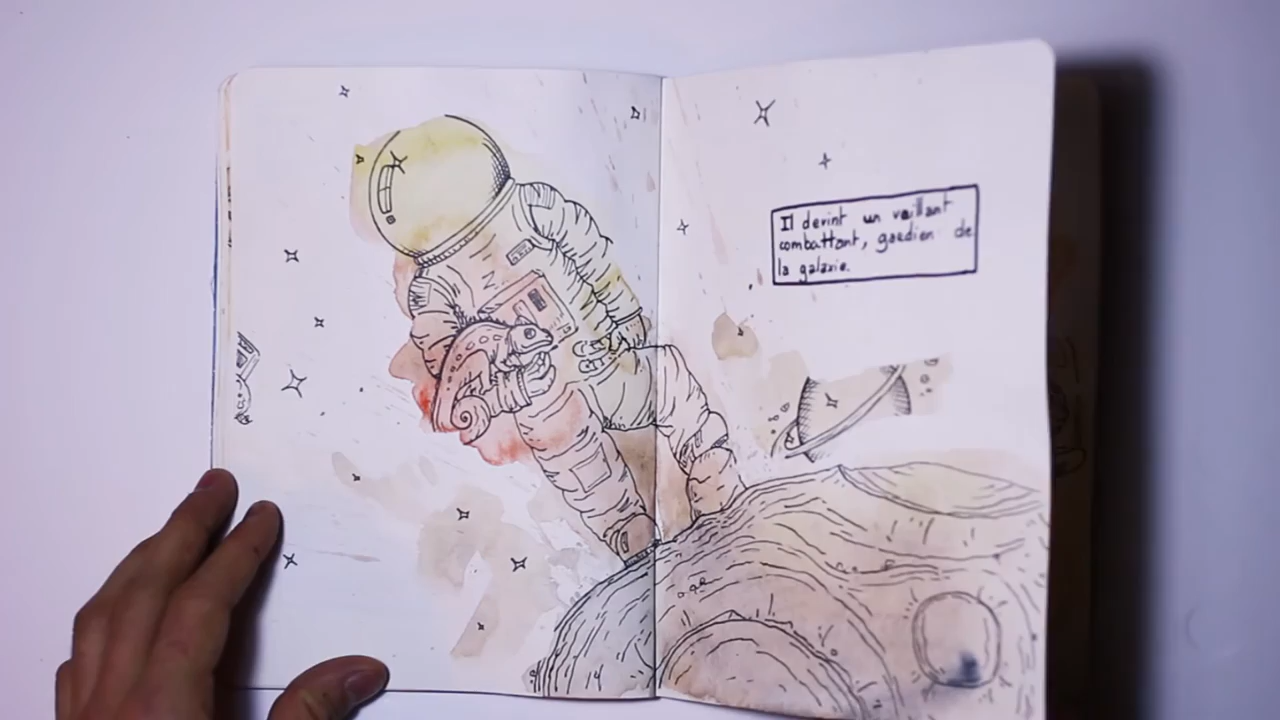 Il devint un vaillant
combattant, gardien de
la galaxie.